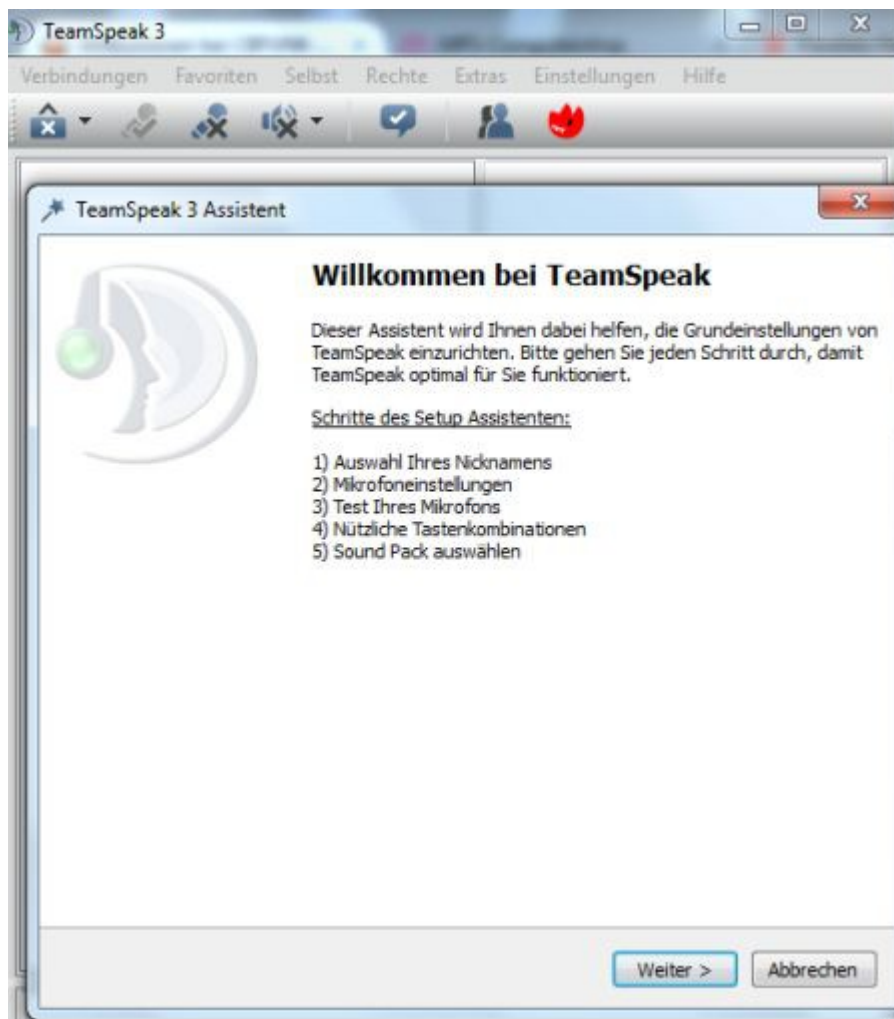 TeamSpeak 3
Verbindungen Favoriten Selbst Rechte Extras Einstellungen Hilfe
TeamSpeak 3 Assistent
Willkommen bei TeamSpeak
Dieser Assistent wird Ihnen dabei helfen, die Grundeinstellungen von
TeamSpeak einzurichten. Bitte gehen Sie jeden Schritt durch, damit
TeamSpeak optimal für Sie funktioniert.
Schritte des Setup Assistenten:
1) Auswahl Ihres Nicknamens
2) Mikrofoneinstellungen
3) Test Ihres Mikrofons
4) Nützliche Tastenkombinationen
5) Sound Pack auswählen
Weiter >
Abbrechen